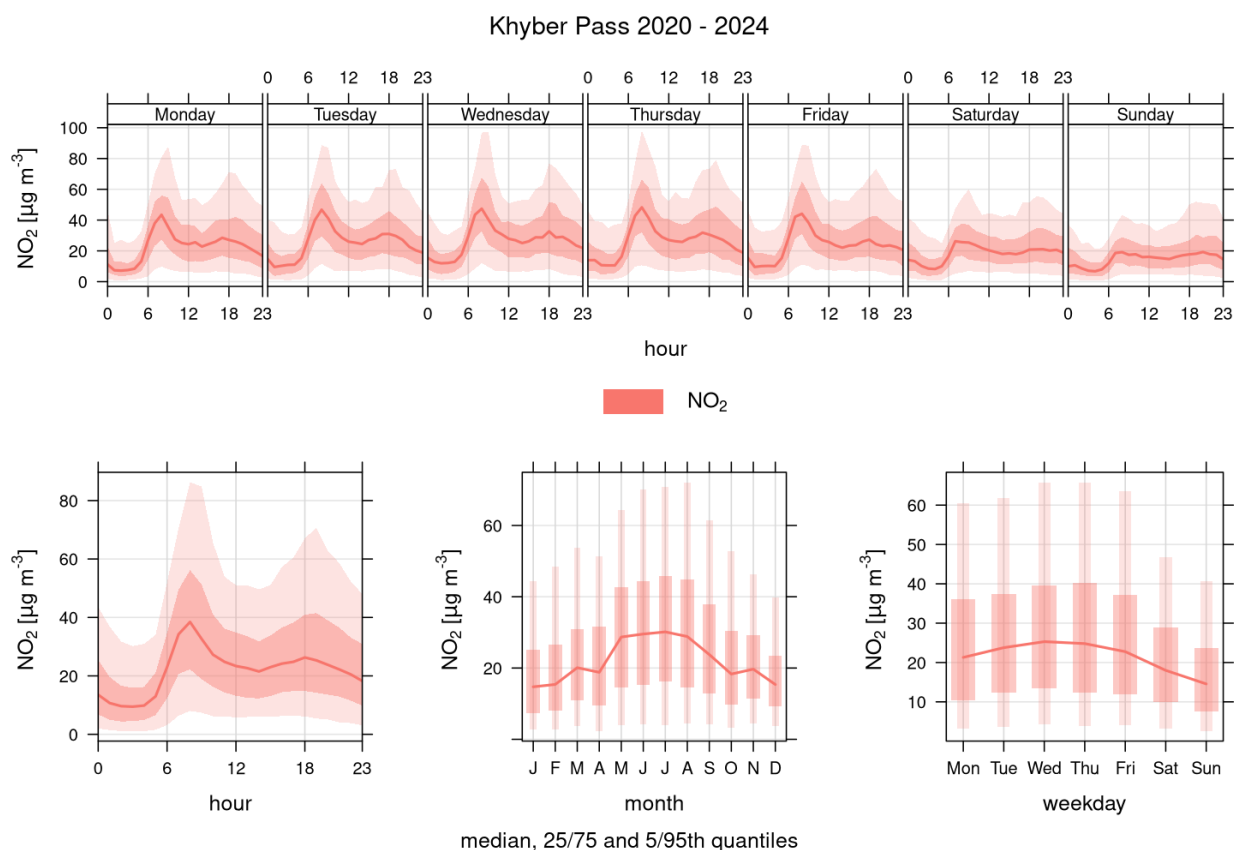 Khyber Pass 2020 - 2024
0 6 12 18 23 0 6 12 18 23 0 6 12 18 23
Monday Tuesday Wednesday Thursday Friday Saturday Sunday
100
80
60
40
20
0
NO₂ [µg m⁻³]
0 6 12 18 23 0 6 12 18 23 0 6 12 18 23 0 6 12 18 23
hour
NO₂
80
60
40
20
0
NO₂ [µg m⁻³]
0 6 12 18 23
hour
60
40
20
NO₂ [µg m⁻³]
J F M A M J J A S O N D
month
60
50
40
30
20
10
NO₂ [µg m⁻³]
Mon Tue Wed Thu Fri Sat Sun
weekday
median, 25/75 and 5/95th quantiles